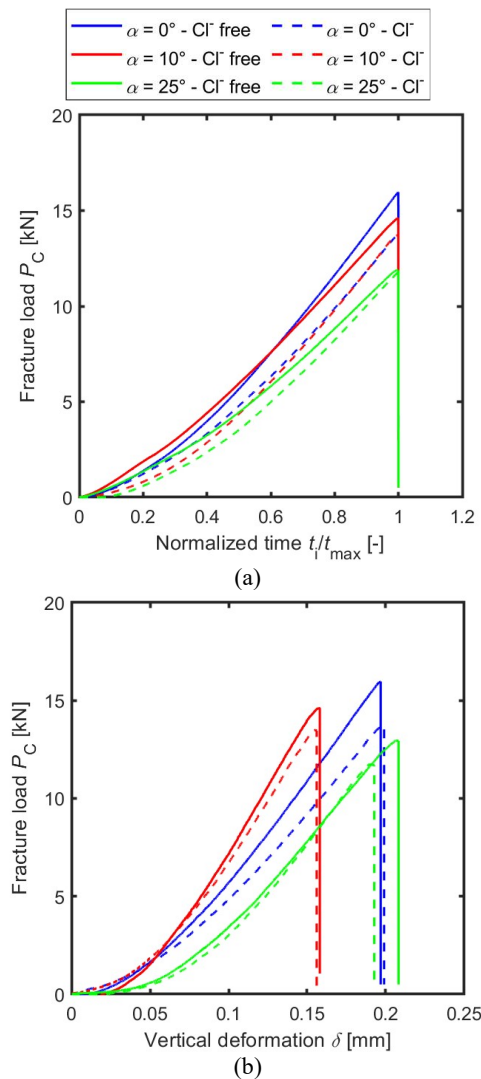 α = 0° - Cl⁻ free α = 0° - Cl⁻
α = 10° - Cl⁻ free α = 10° - Cl⁻
α = 25° - Cl⁻ free α = 25° - Cl⁻
20
15
10
5
0
Fracture load P_C [kN]
0 0.2 0.4 0.6 0.8 1 1.2
Normalized time t_i/t_max [-]
(a)
20
15
10
5
0
Fracture load P_C [kN]
0 0.05 0.1 0.15 0.2 0.25
Vertical deformation δ [mm]
(b)